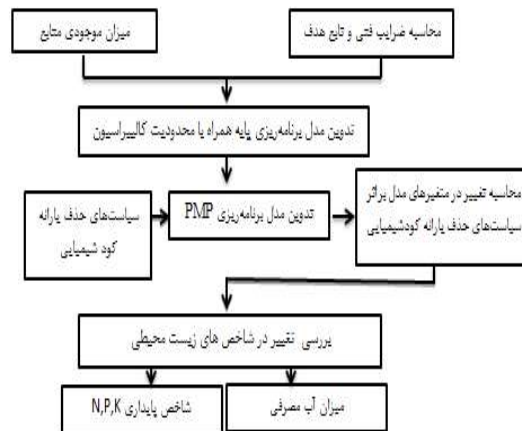 محاسبه ضرایب فنی و تابع هدف
میزان موجودی منابع
تدوین مدل برنامه‌ریزی پایه همراه با محدودیت کالیبراسیون
سیاست‌های حذف یارانه
کود شیمیایی
تدوین مدل برنامه‌ریزی PMP
محاسبه تغییر در متغیرهای مدل براثر
سیاست‌های حذف یارانه کودشیمیایی
بررسی تغییر در شاخص های زیست محیطی
میزان آب مصرفی
شاخص پایداری N,P,K